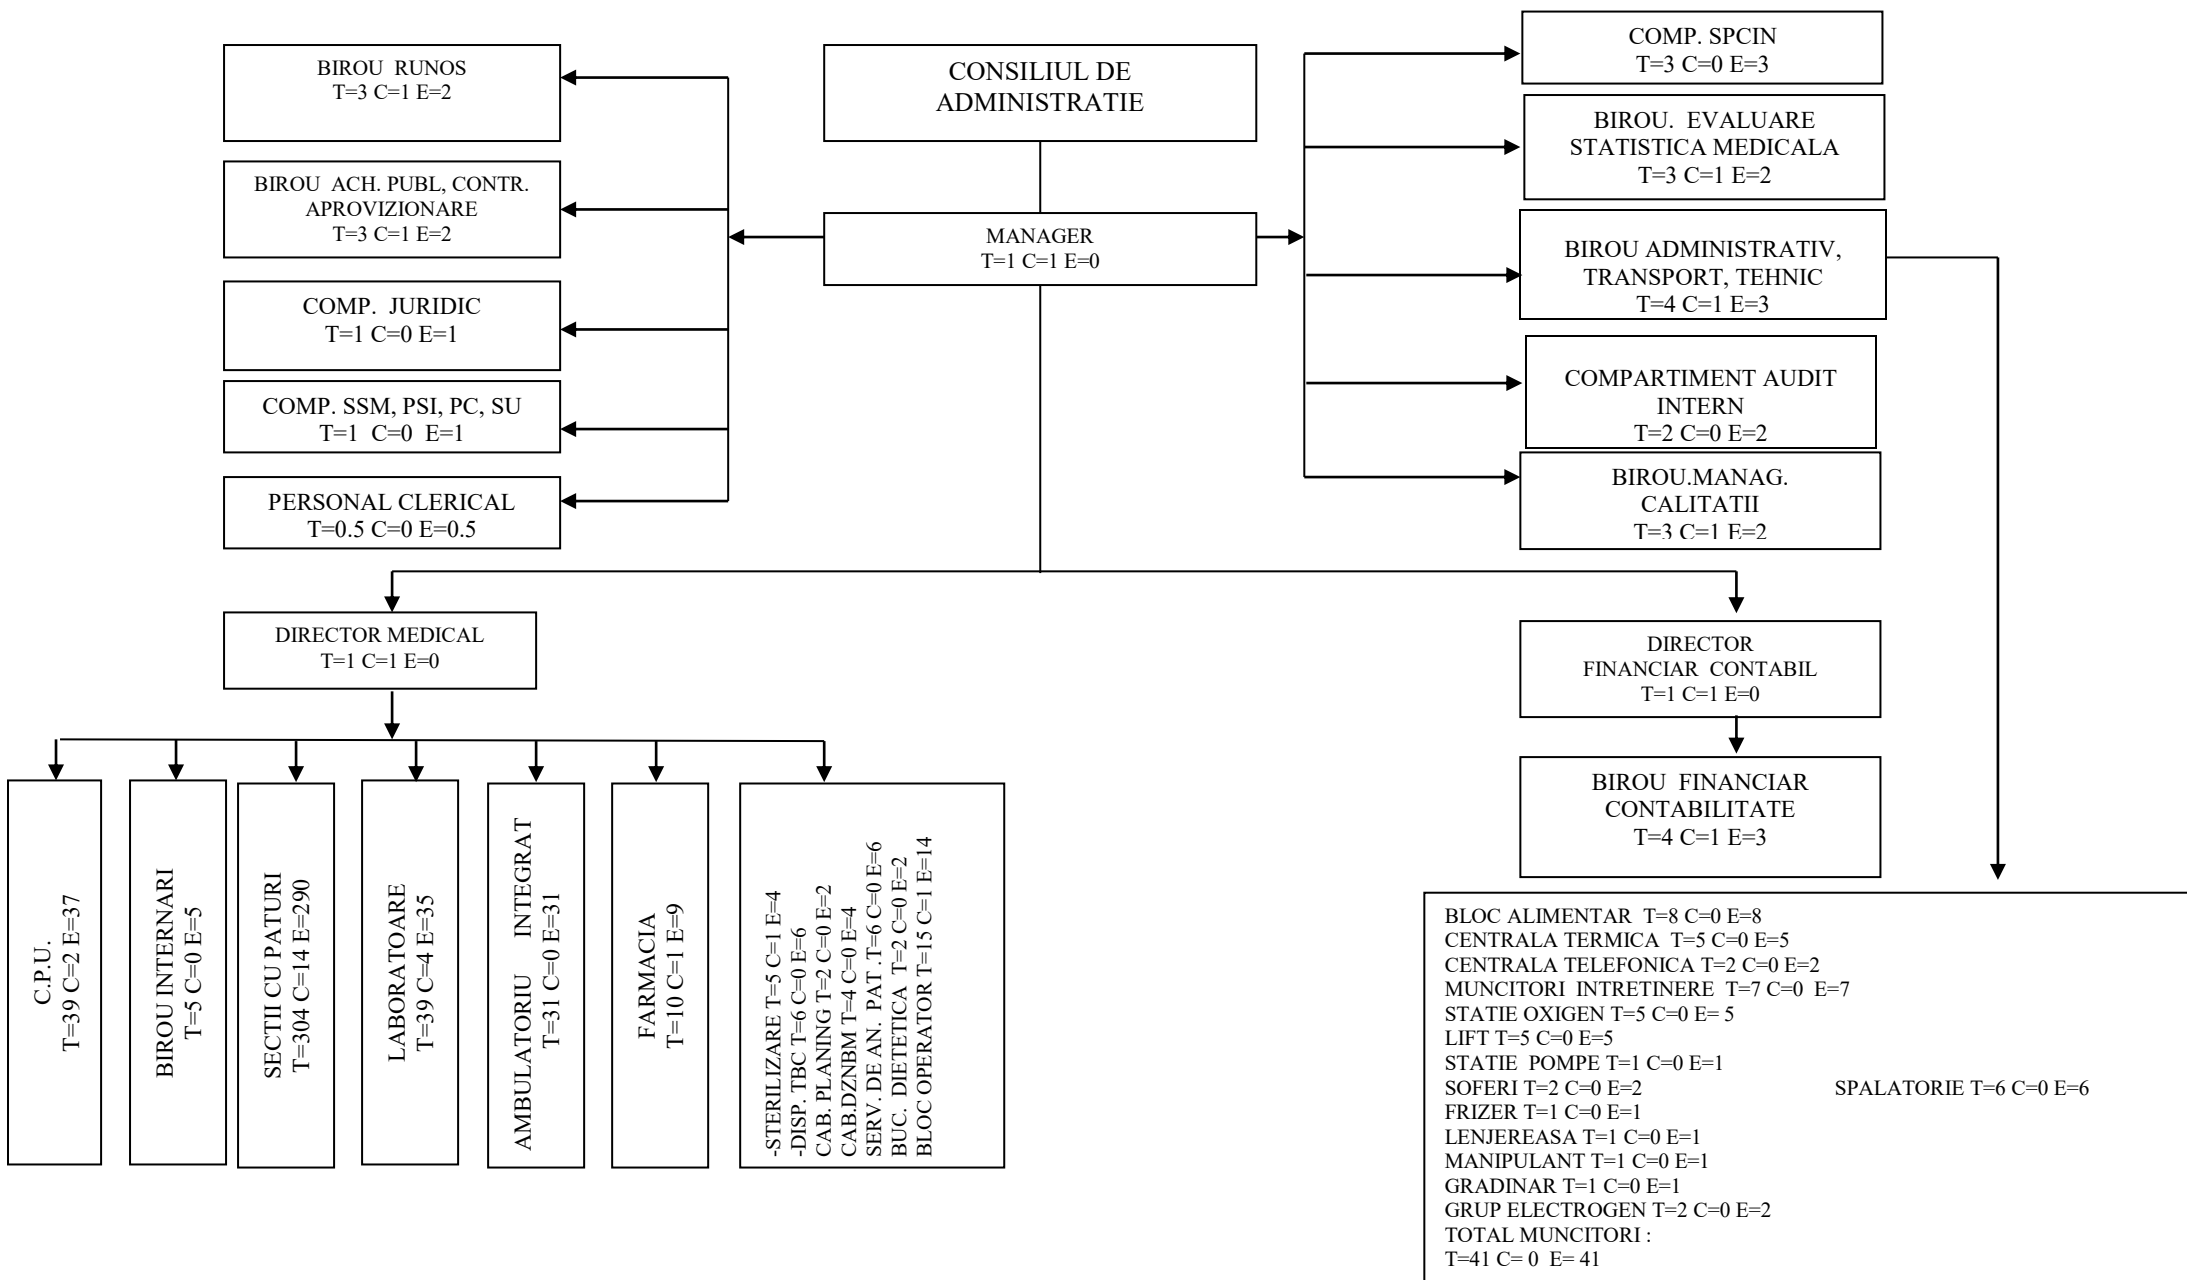 CONSILIUL DE
ADMINISTRATIE
MANAGER
T=1 C=1 E=0
BIROU RUNOS
T=3 C=1 E=2
BIROU ACH. PUBL, CONTR.
APROVIZIONARE
T=3 C=1 E=2
COMP. JURIDIC
T=1 C=0 E=1
COMP. SSM, PSI, PC, SU
T=1 C=0 E=1
PERSONAL CLERICAL
T=0.5 C=0 E=0.5
COMP. SPCIN
T=3 C=0 E=3
BIROU. EVALUARE
STATISTICA MEDICALA
T=3 C=1 E=2
BIROU ADMINISTRATIV,
TRANSPORT, TEHNIC
T=4 C=1 E=3
COMPARTIMENT AUDIT
INTERN
T=2 C=0 E=2
BIROU.MANAG.
CALITATII
T=3 C=1 E=2
DIRECTOR MEDICAL
T=1 C=1 E=0
DIRECTOR
FINANCIAR CONTABIL
T=1 C=1 E=0
BIROU FINANCIAR
CONTABILITATE
T=4 C=1 E=3
C.P.U.
T=39 C=2 E=37
BIROU INTERNARI
T=5 C=0 E=5
SECTII CU PATURI
T=304 C=14 E=290
LABORATOARE
T=39 C=4 E=35
AMBULATORIU INTEGRAT
T=31 C=0 E=31
FARMACIA
T=10 C=1 E=9
-STERILIZARE T=5 C=1 E=4
-DISP. TBC T=6 C=0 E=6
CAB. PLANING T=2 C=0 E=2
CAB.DZNBM T=4 C=0 E=4
SERV. DE AN. PAT .T=6 C=0 E=6
BUC. DIETETICA T=2 C=0 E=2
BLOC OPERATOR T=15 C=1 E=14
BLOC ALIMENTAR T=8 C=0 E=8
CENTRALA TERMICA T=5 C=0 E=5
CENTRALA TELEFONICA T=2 C=0 E=2
MUNCITORI INTRETINERE T=7 C=0 E=7
STATIE OXIGEN T=5 C=0 E= 5
LIFT T=5 C=0 E=5
STATIE POMPE T=1 C=0 E=1
SOFERI T=2 C=0 E=2 SPALATORIE T=6 C=0 E=6
FRIZER T=1 C=0 E=1
LENJEREASA T=1 C=0 E=1
MANIPULANT T=1 C=0 E=1
GRADINAR T=1 C=0 E=1
GRUP ELECTROGEN T=2 C=0 E=2
TOTAL MUNCITORI :
T=41 C= 0 E= 41